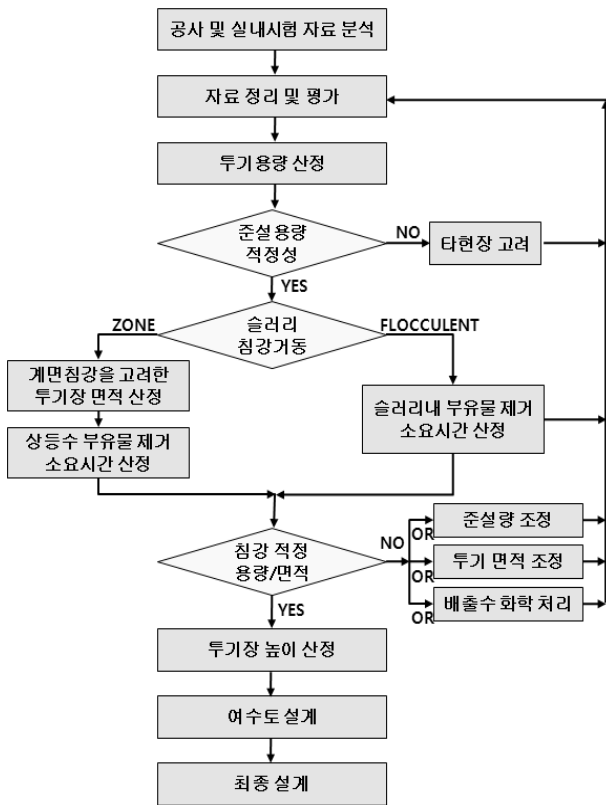 공사 및 실내시험 자료 분석
자료 정리 및 평가
투기용량 산정
준설용량
적정성
NO
타현장 고려
YES
슬러리
침강거동
ZONE
FLOCCULENT
계면침강을 고려한
투기장 면적 산정
상등수 부유물 제거
소요시간 산정
슬러리내 부유물 제거
소요시간 산정
침강 적정
용량/면적
NO
OR
준설량 조정
OR
투기 면적 조정
OR
배출수 화학 처리
YES
투기장 높이 산정
여수토 설계
최종 설계